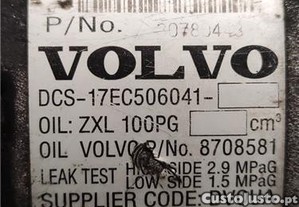 P/No.
VOLVO
DCS-17EC506041-
OIL: ZXL 100PG cm³
OIL VOLVO P/No. 8708581
LEAK TEST SIDE 2.9 MPaG
LOW SIDE 1.5 MPaG
SUPPLIER CODE
CustoJusto.pt